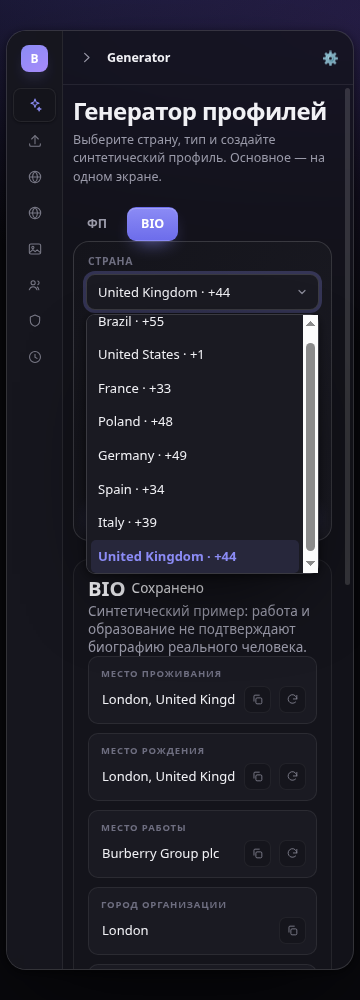 B
Generator
Генератор профилей
Выберите страну, тип и создайте
синтетический профиль. Основное — на
одном экране.
ФП
BIO
СТРАНА
United Kingdom · +44
Brazil · +55
United States · +1
France · +33
Poland · +48
Germany · +49
Spain · +34
Italy · +39
United Kingdom · +44
BIO Сохранено
Синтетический пример: работа и
образование не подтверждают
биографию реального человека.
МЕСТО ПРОЖИВАНИЯ
London, United Kingd
МЕСТО РОЖДЕНИЯ
London, United Kingd
МЕСТО РАБОТЫ
Burberry Group plc
ГОРОД ОРГАНИЗАЦИИ
London